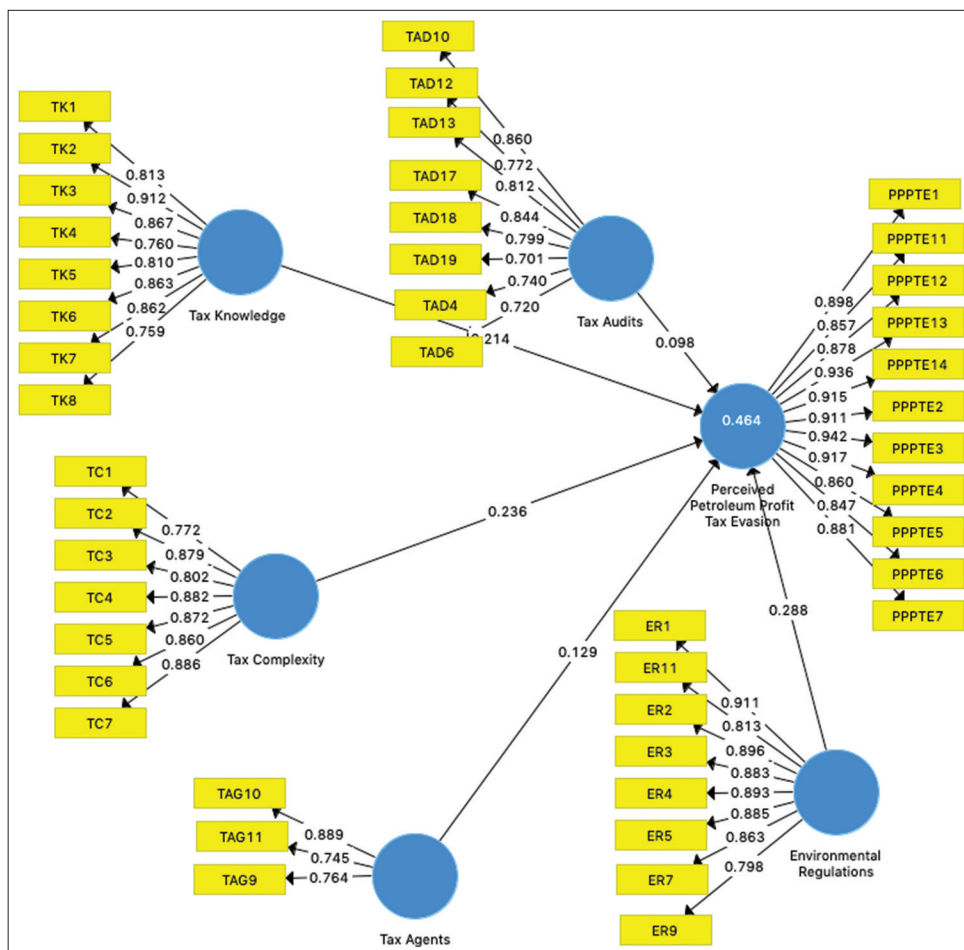 TAD10
TAD12
TAD13
TAD17
TAD18
TAD19
TAD4
TAD6
0.860
0.772
0.812
0.844
0.799
0.701
0.740
0.720
Tax Audits
0.098
TK1
TK2
TK3
TK4
TK5
TK6
TK7
TK8
0.813
0.912
0.867
0.760
0.810
0.863
0.862
0.759
Tax Knowledge
PPPTE1
PPPTE11
PPPTE12
PPPTE13
PPPTE14
PPPTE2
PPPTE3
PPPTE4
PPPTE5
PPPTE6
PPPTE7
0.898
0.857
0.878
0.936
0.915
0.911
0.942
0.917
0.860
0.847
0.881
0.464
Perceived
Petroleum Profit
Tax Evasion
TC1
TC2
TC3
TC4
TC5
TC6
TC7
0.772
0.879
0.802
0.882
0.872
0.860
0.886
Tax Complexity
0.236
TAG10
TAG11
TAG9
0.889
0.745
0.764
Tax Agents
0.129
ER1
ER11
ER2
ER3
ER4
ER5
ER7
ER9
0.911
0.813
0.896
0.883
0.893
0.885
0.863
0.798
Environmental
Regulations
0.288